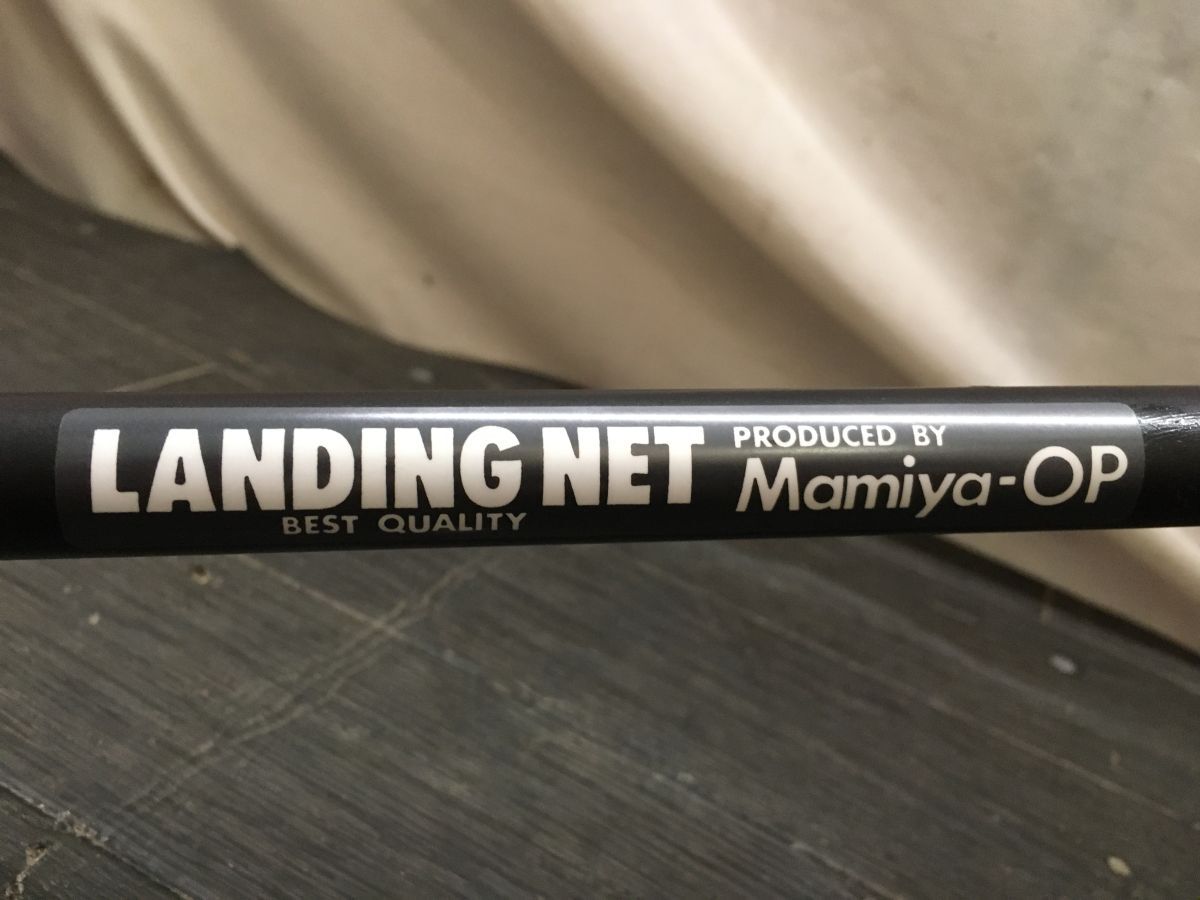 LANDING NET
BEST QUALITY
PRODUCED BY
Mamiya-OP